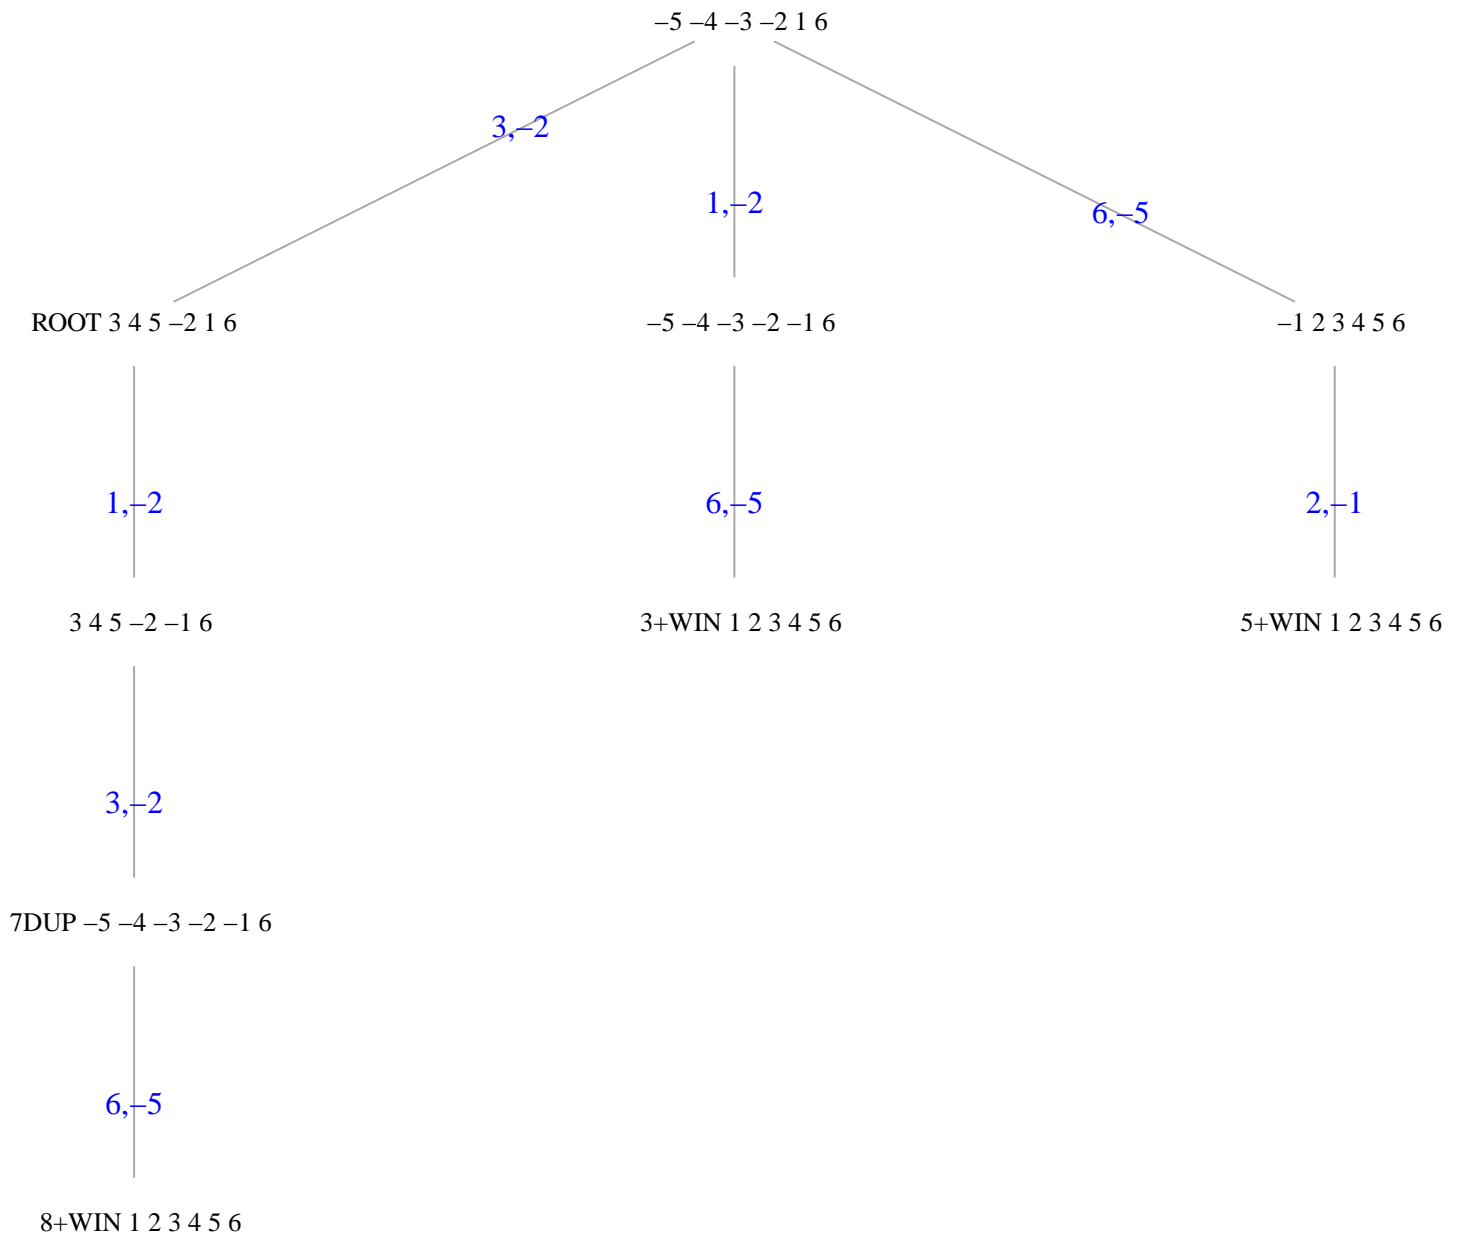 –5 –4 –3 –2 1 6
3,–2
1,–2
6,–5
ROOT 3 4 5 –2 1 6
–5 –4 –3 –2 –1 6
–1 2 3 4 5 6
1,–2
6,–5
2,–1
3 4 5 –2 –1 6
3+WIN 1 2 3 4 5 6
5+WIN 1 2 3 4 5 6
3,–2
7DUP –5 –4 –3 –2 –1 6
6,–5
8+WIN 1 2 3 4 5 6